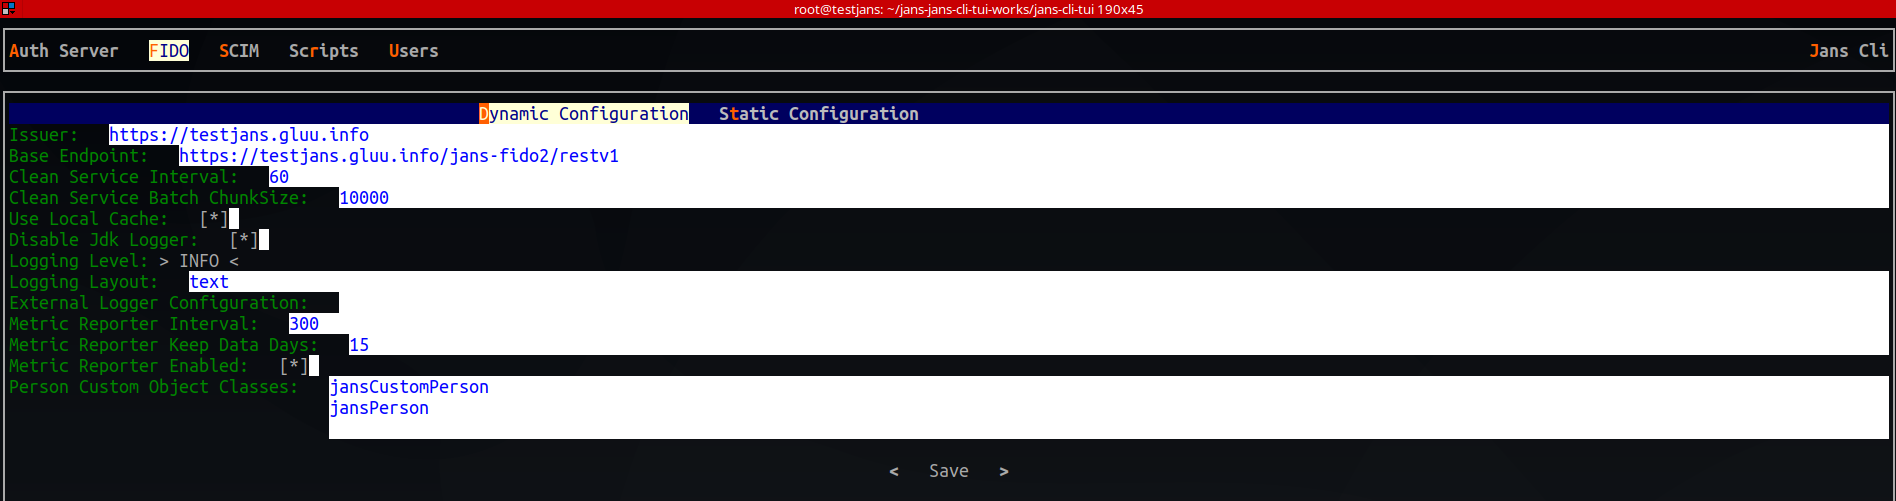 root@testjans: ~/jans-jans-cli-tui-works/jans-cli-tui 190x45
Auth Server FIDO SCIM Scripts Users Jans Cli
Dynamic Configuration Static Configuration
Issuer: https://testjans.gluu.info
Base Endpoint: https://testjans.gluu.info/jans-fido2/restv1
Clean Service Interval: 60
Clean Service Batch ChunkSize: 10000
Use Local Cache: [*]
Disable Jdk Logger: [*]
Logging Level: > INFO <
Logging Layout: text
External Logger Configuration:
Metric Reporter Interval: 300
Metric Reporter Keep Data Days: 15
Metric Reporter Enabled: [*]
Person Custom Object Classes: jansCustomPerson
jansPerson
< Save >